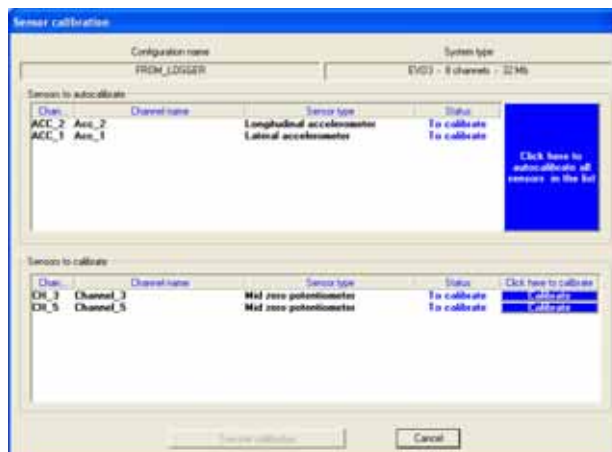 Sensor calibration
Configuration name System type
FROM_LOGGER EVO3 - 8 channels - 32 Mb
Sensors to autocalibrate
Chan... Channel name Sensor type Status
ACC_2 Acc_2 Longitudinal accelerometer To calibrate
ACC_1 Acc_1 Lateral accelerometer To calibrate
Click here to
autocalibrate all
sensors in the list
Sensors to calibrate
Chan... Channel name Sensor type Status Click here to calibrate
CH_3 Channel_3 Mid zero potentiometer To calibrate Calibrate
CH_5 Channel_5 Mid zero potentiometer To calibrate Calibrate
Cancel